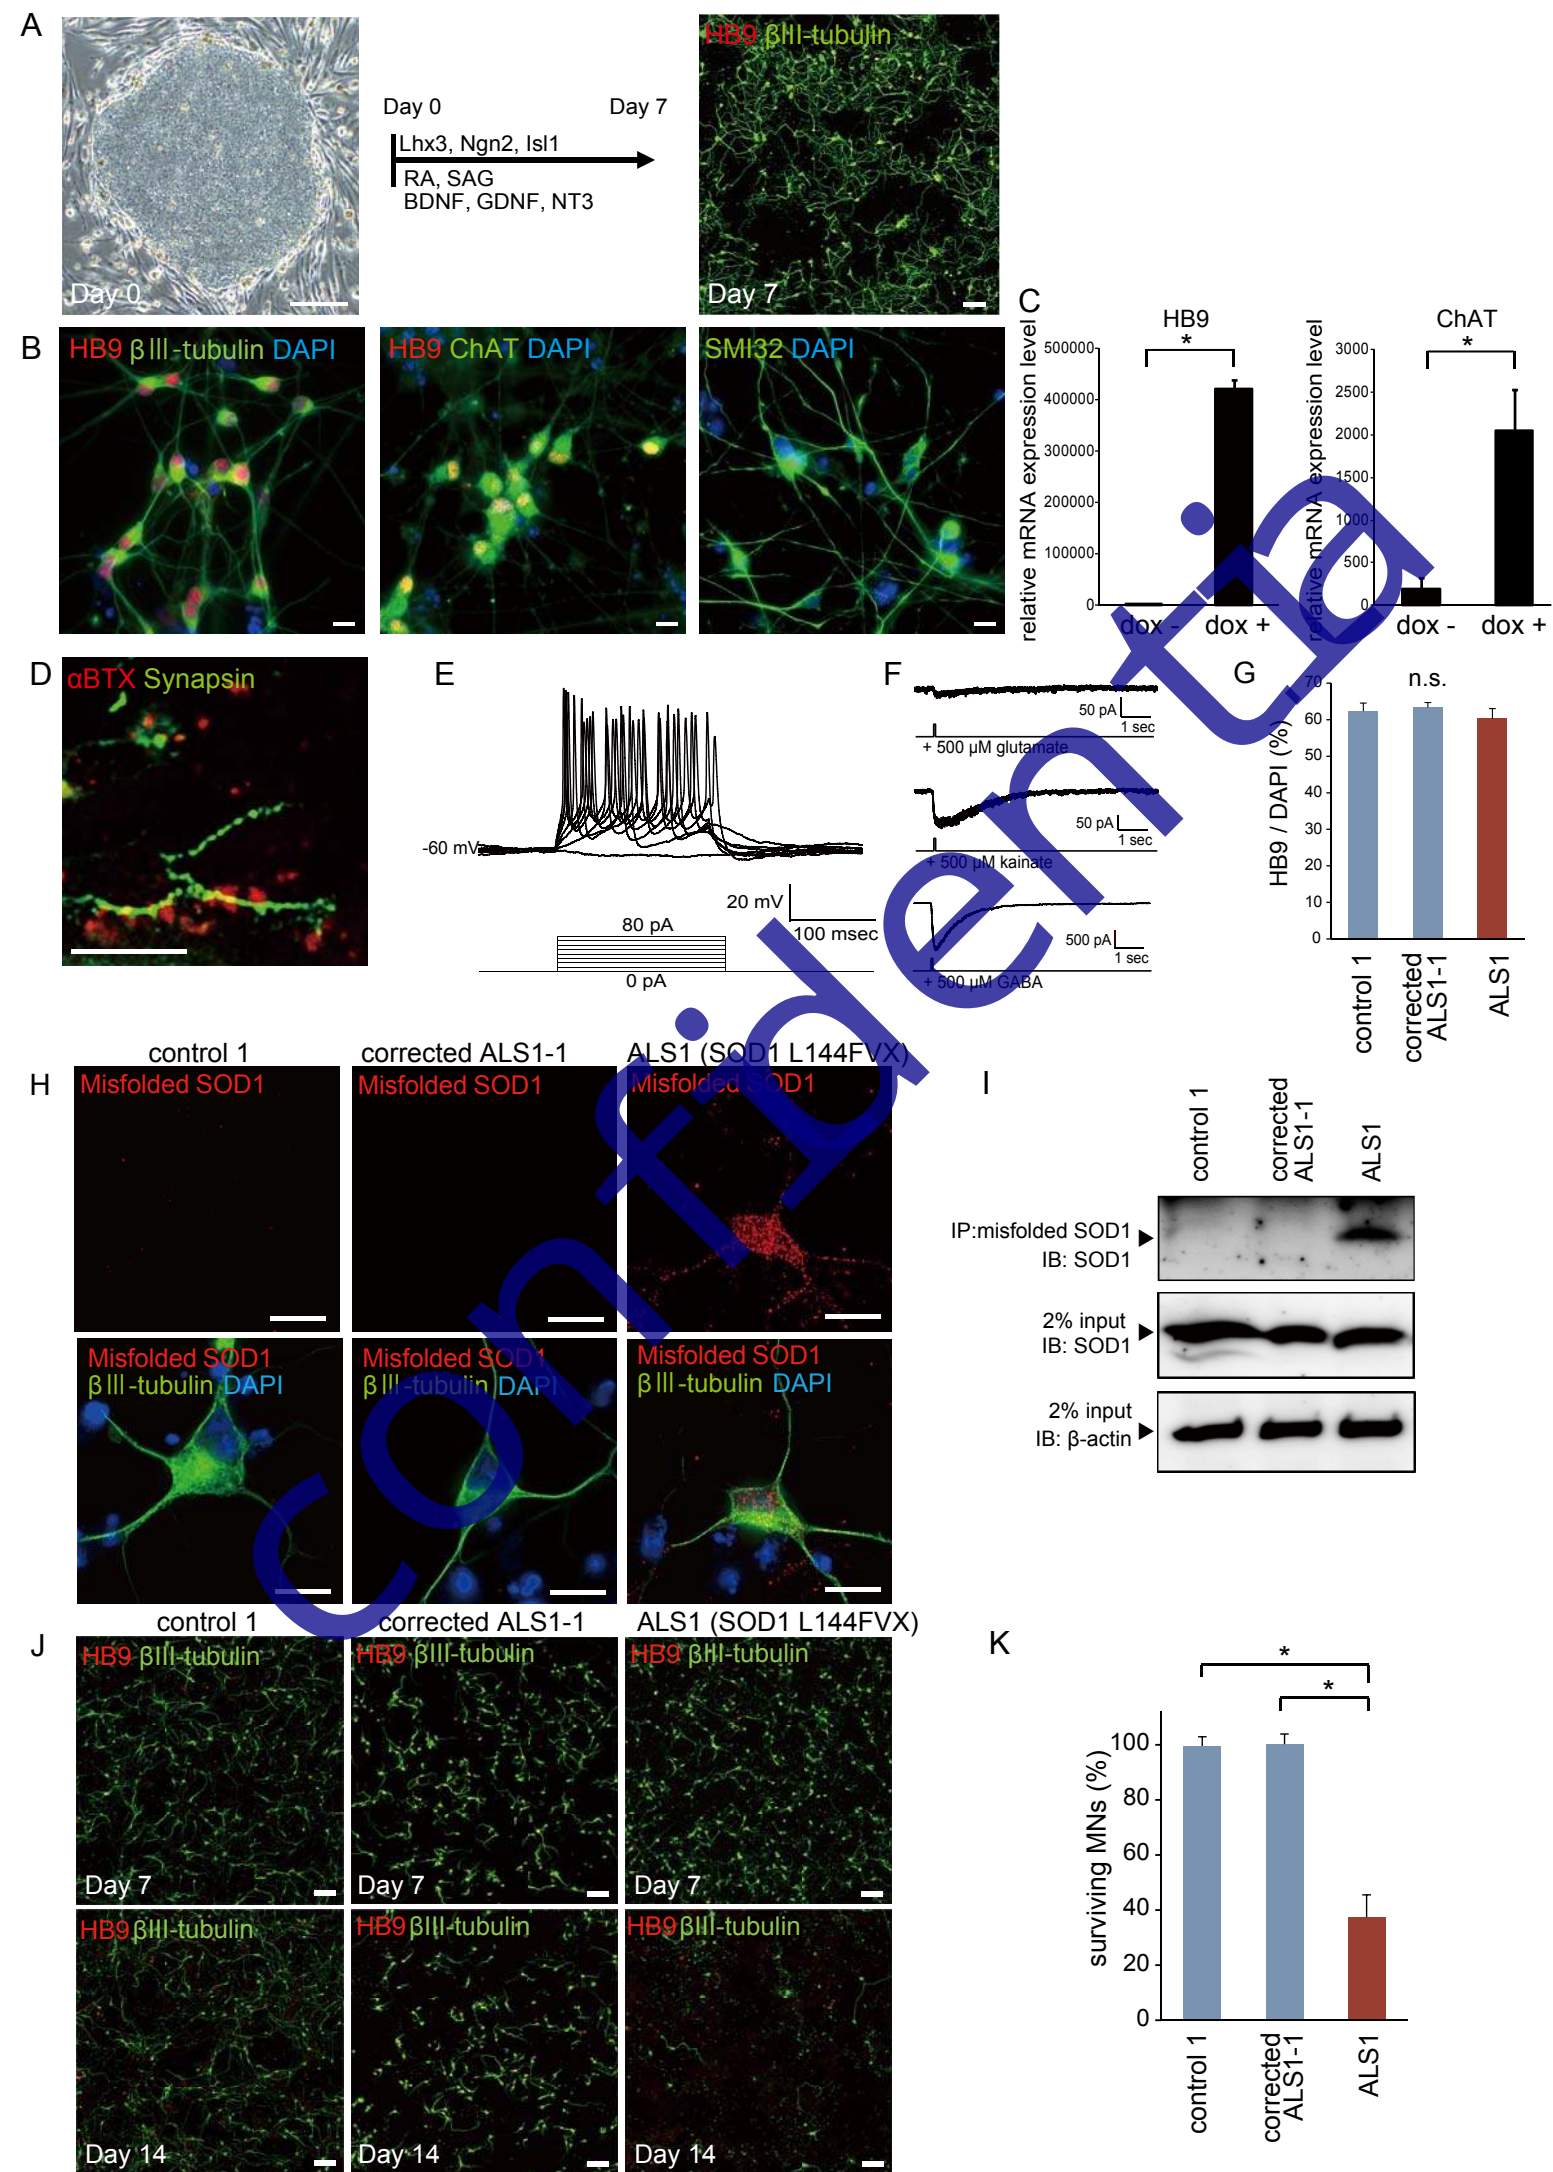 A
Day 0
Day 0
Day 7
Lhx3, Ngn2, Isl1
RA, SAG
BDNF, GDNF, NT3
HB9 βIII-tubulin
Day 7
B
HB9 βIII-tubulin DAPI
HB9 ChAT DAPI
SMI32 DAPI
C
HB9
*
relative mRNA expression level
500000
400000
300000
200000
100000
0
dox -
dox +
ChAT
*
relative mRNA expression level
3000
2500
2000
1500
1000
500
0
dox -
dox +
D
αBTX Synapsin
E
-60 mV
20 mV
100 msec
80 pA
0 pA
F
50 pA
1 sec
+ 500 µM glutamate
50 pA
1 sec
+ 500 µM kainate
500 pA
1 sec
+ 500 µM GABA
G
n.s.
HB9 / DAPI (%)
70
60
50
40
30
20
10
0
control 1
corrected
ALS1-1
ALS1
H
control 1
corrected ALS1-1
ALS1 (SOD1 L144FVX)
Misfolded SOD1
Misfolded SOD1
Misfolded SOD1
Misfolded SOD1
βIII-tubulin DAPI
Misfolded SOD1
βIII-tubulin DAPI
Misfolded SOD1
βIII-tubulin DAPI
I
control 1
corrected
ALS1-1
ALS1
IP:misfolded SOD1
IB: SOD1
2% input
IB: SOD1
2% input
IB: β-actin
J
control 1
corrected ALS1-1
ALS1 (SOD1 L144FVX)
HB9 βIII-tubulin
Day 7
HB9 βIII-tubulin
Day 7
HB9 βIII-tubulin
Day 7
HB9 βIII-tubulin
Day 14
HB9 βIII-tubulin
Day 14
HB9 βIII-tubulin
Day 14
K
*
*
surviving MNs (%)
100
80
60
40
20
0
control 1
corrected
ALS1-1
ALS1
confidential